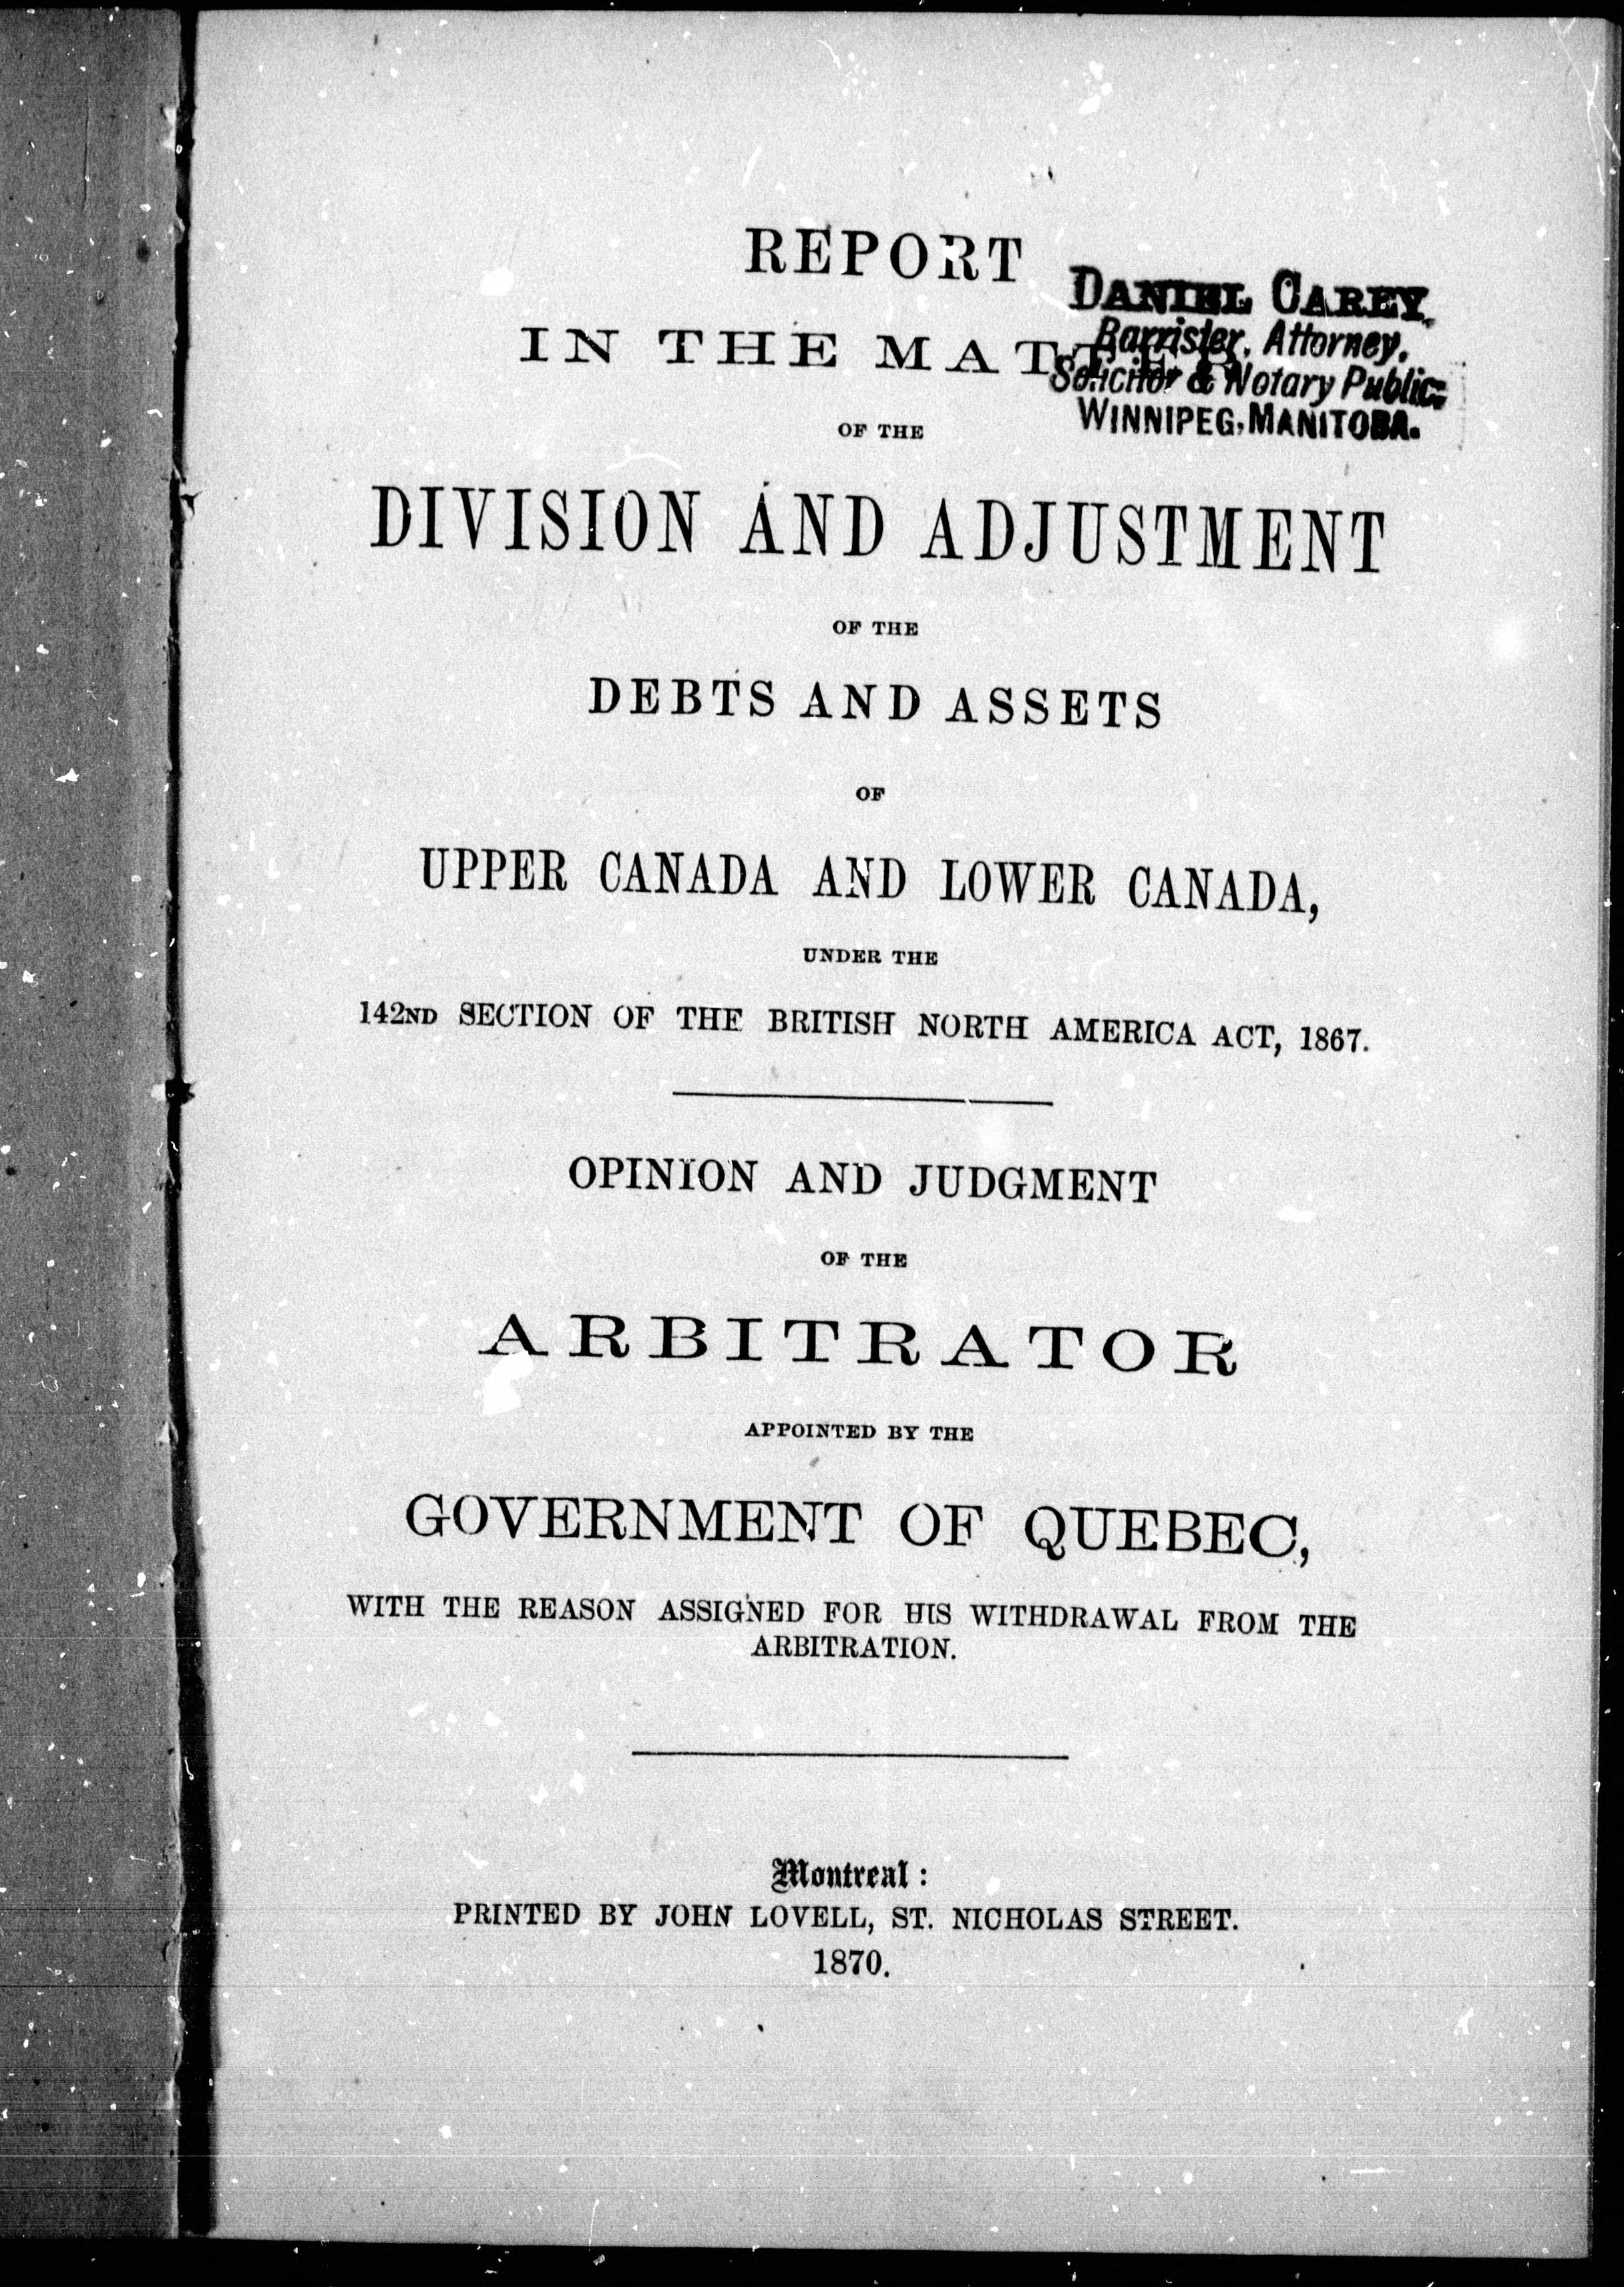 REPORT
DANIEL CAREY,
Barrister, Attorney,
Solicitor & Notary Public
WINNIPEG, MANITOBA.
IN THE MATTER
OF THE
DIVISION AND ADJUSTMENT
OF THE
DEBTS AND ASSETS
OF
UPPER CANADA AND LOWER CANADA,
UNDER THE
142ND SECTION OF THE BRITISH NORTH AMERICA ACT, 1867.
OPINION AND JUDGMENT
OF THE
ARBITRATOR
APPOINTED BY THE
GOVERNMENT OF QUEBEC,
WITH THE REASON ASSIGNED FOR HIS WITHDRAWAL FROM THE
ARBITRATION.
Montreal:
PRINTED BY JOHN LOVELL, ST. NICHOLAS STREET.
1870.